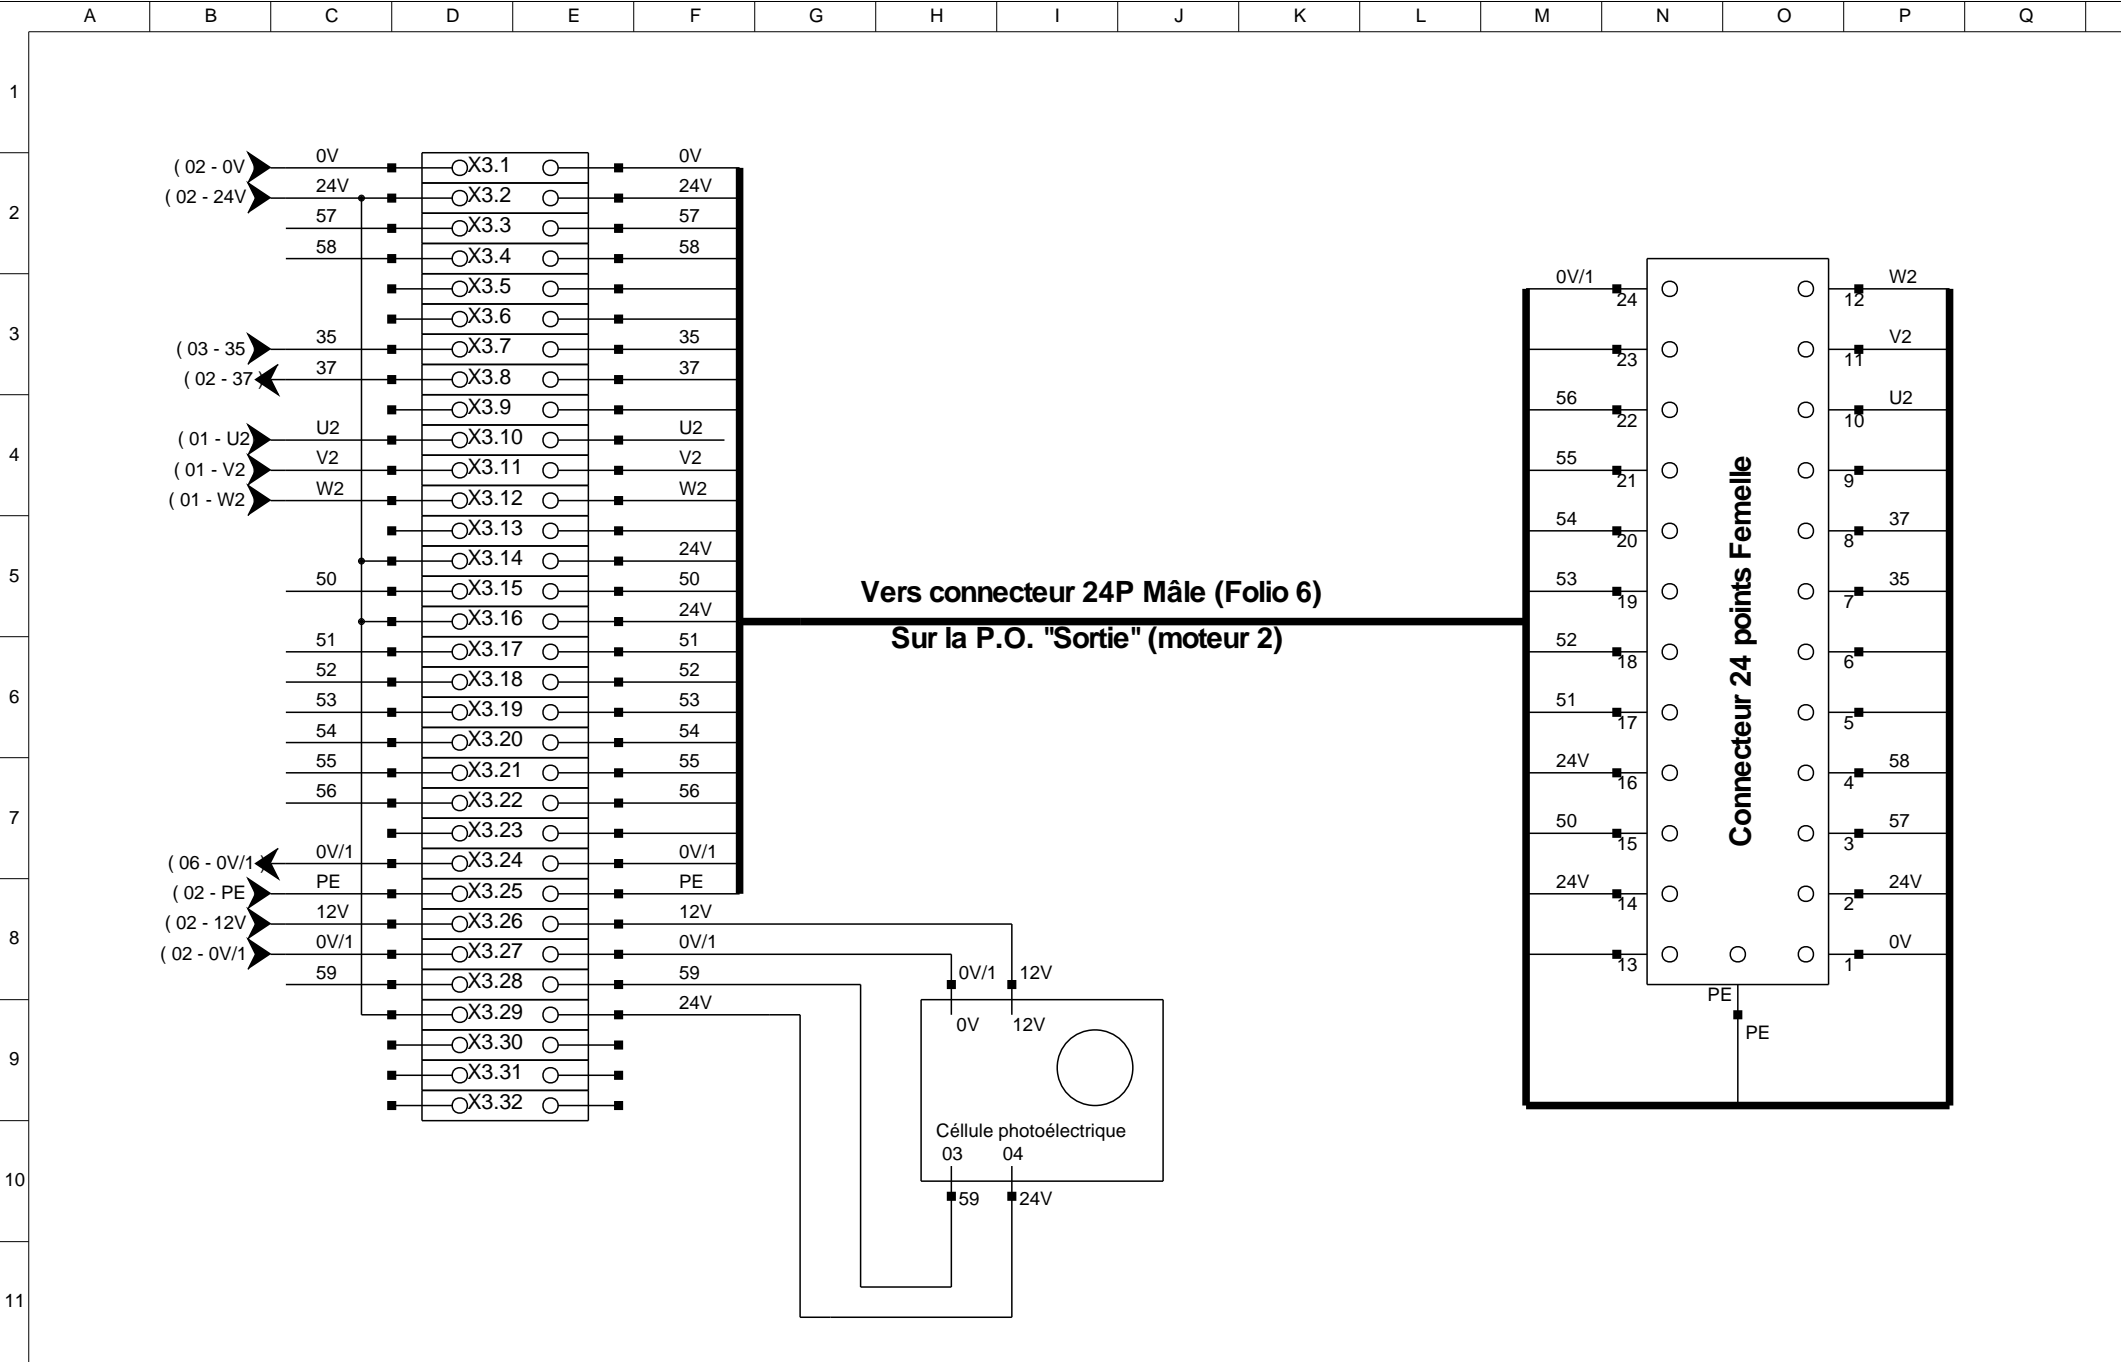 A B C D E F G H I J K L M N O P Q
1
( 02 - 0V 0V X3.1 0V
( 02 - 24V 24V X3.2 24V
2
57 X3.3 57
58 X3.4 58
X3.5
X3.6
3
( 03 - 35 35 X3.7 35
( 02 - 37 ) 37 X3.8 37
X3.9
( 01 - U2 U2 X3.10 U2
4
( 01 - V2 V2 X3.11 V2
( 01 - W2 W2 X3.12 W2
X3.13
X3.14 24V
5
50 X3.15 50
X3.16 24V
51 X3.17 51
52 X3.18 52
6
53 X3.19 53
54 X3.20 54
55 X3.21 55
56 X3.22 56
7
X3.23
( 06 - 0V/1 ) 0V/1 X3.24 0V/1
( 02 - PE PE X3.25 PE
( 02 - 12V 12V X3.26 12V
8
( 02 - 0V/1 0V/1 X3.27 0V/1
59 X3.28 59
X3.29 24V
X3.30
9
X3.31
X3.32
10
11
Vers connecteur 24P Mâle (Folio 6)
Sur la P.O. "Sortie" (moteur 2)
0V/1 12V
0V 12V
Céllule photoélectrique
03 04
59 24V
Connecteur 24 points Femelle
0V/1 24 12 W2
23 11 V2
56 22 10 U2
55 21 9
54 20 8 37
53 19 7 35
52 18 6
51 17 5
24V 16 4 58
50 15 3 57
24V 14 2 24V
13 1 0V
PE
PE